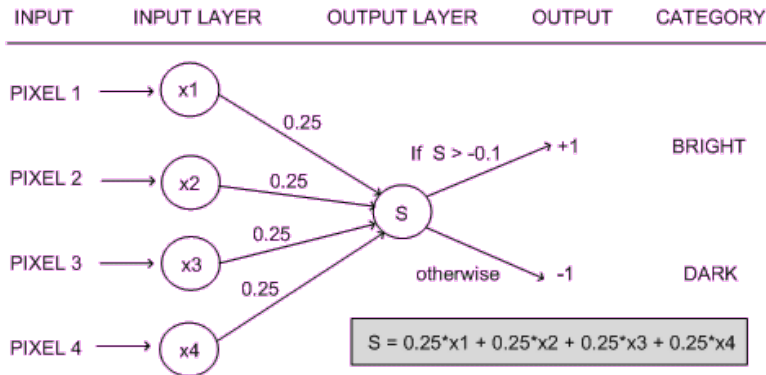 INPUT INPUT LAYER OUTPUT LAYER OUTPUT CATEGORY
PIXEL 1 x1
0.25
If S > -0.1 +1 BRIGHT
PIXEL 2 x2 0.25
S
PIXEL 3 x3 0.25
otherwise -1 DARK
0.25
PIXEL 4 x4
S = 0.25*x1 + 0.25*x2 + 0.25*x3 + 0.25*x4